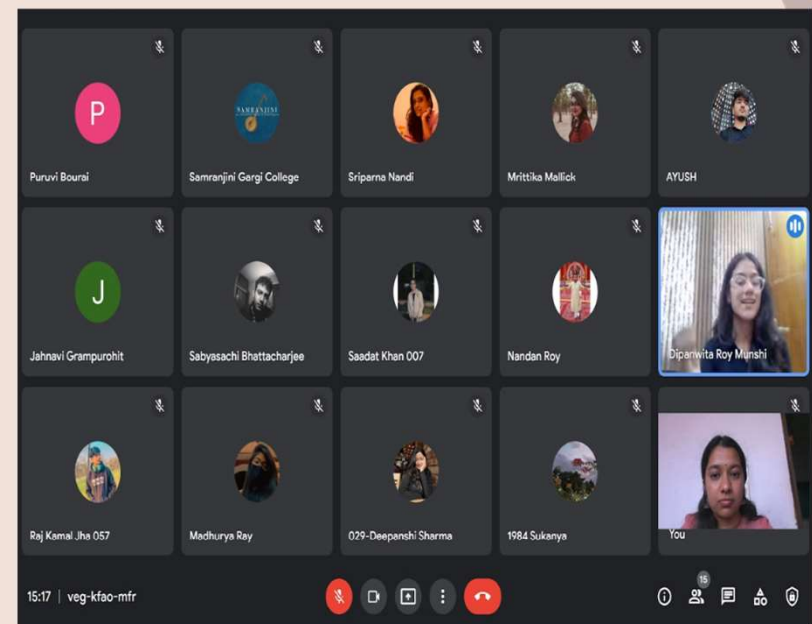 P
Puruvi Bourai
SAMRANJINI
Samranjini Gargi College
Sriparna Nandi
Mrittika Mallick
AYUSH
J
Jahnavi Grampurohit
Sabyasachi Bhattacharjee
Saadat Khan 007
Nandan Roy
Dipanwita Roy Munshi
Raj Kamal Jha 057
Madhurya Ray
029-Deepanshi Sharma
1984 Sukanya
You
15:17 | veg-kfao-mfr
15